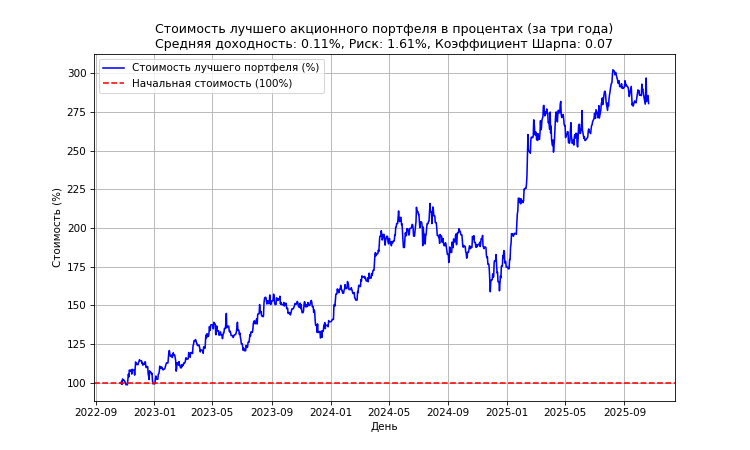 Стоимость лучшего акционного портфеля в процентах (за три года)
Средняя доходность: 0.11%, Риск: 1.61%, Коэффициент Шарпа: 0.07
Стоимость лучшего портфеля (%)
Начальная стоимость (100%)
Стоимость (%)
300
275
250
225
200
175
150
125
100
2022-09 2023-01 2023-05 2023-09 2024-01 2024-05 2024-09 2025-01 2025-05 2025-09
День